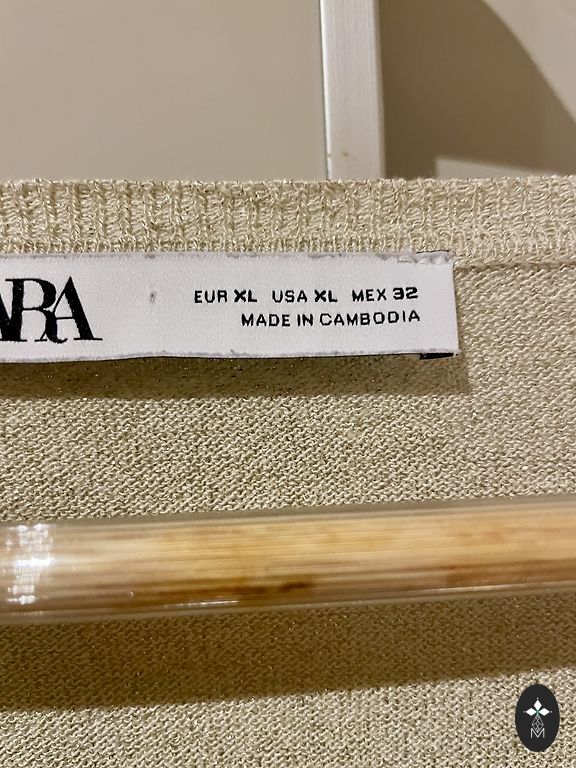 ARA
EUR XL USA XL MEX 32
MADE IN CAMBODIA
M